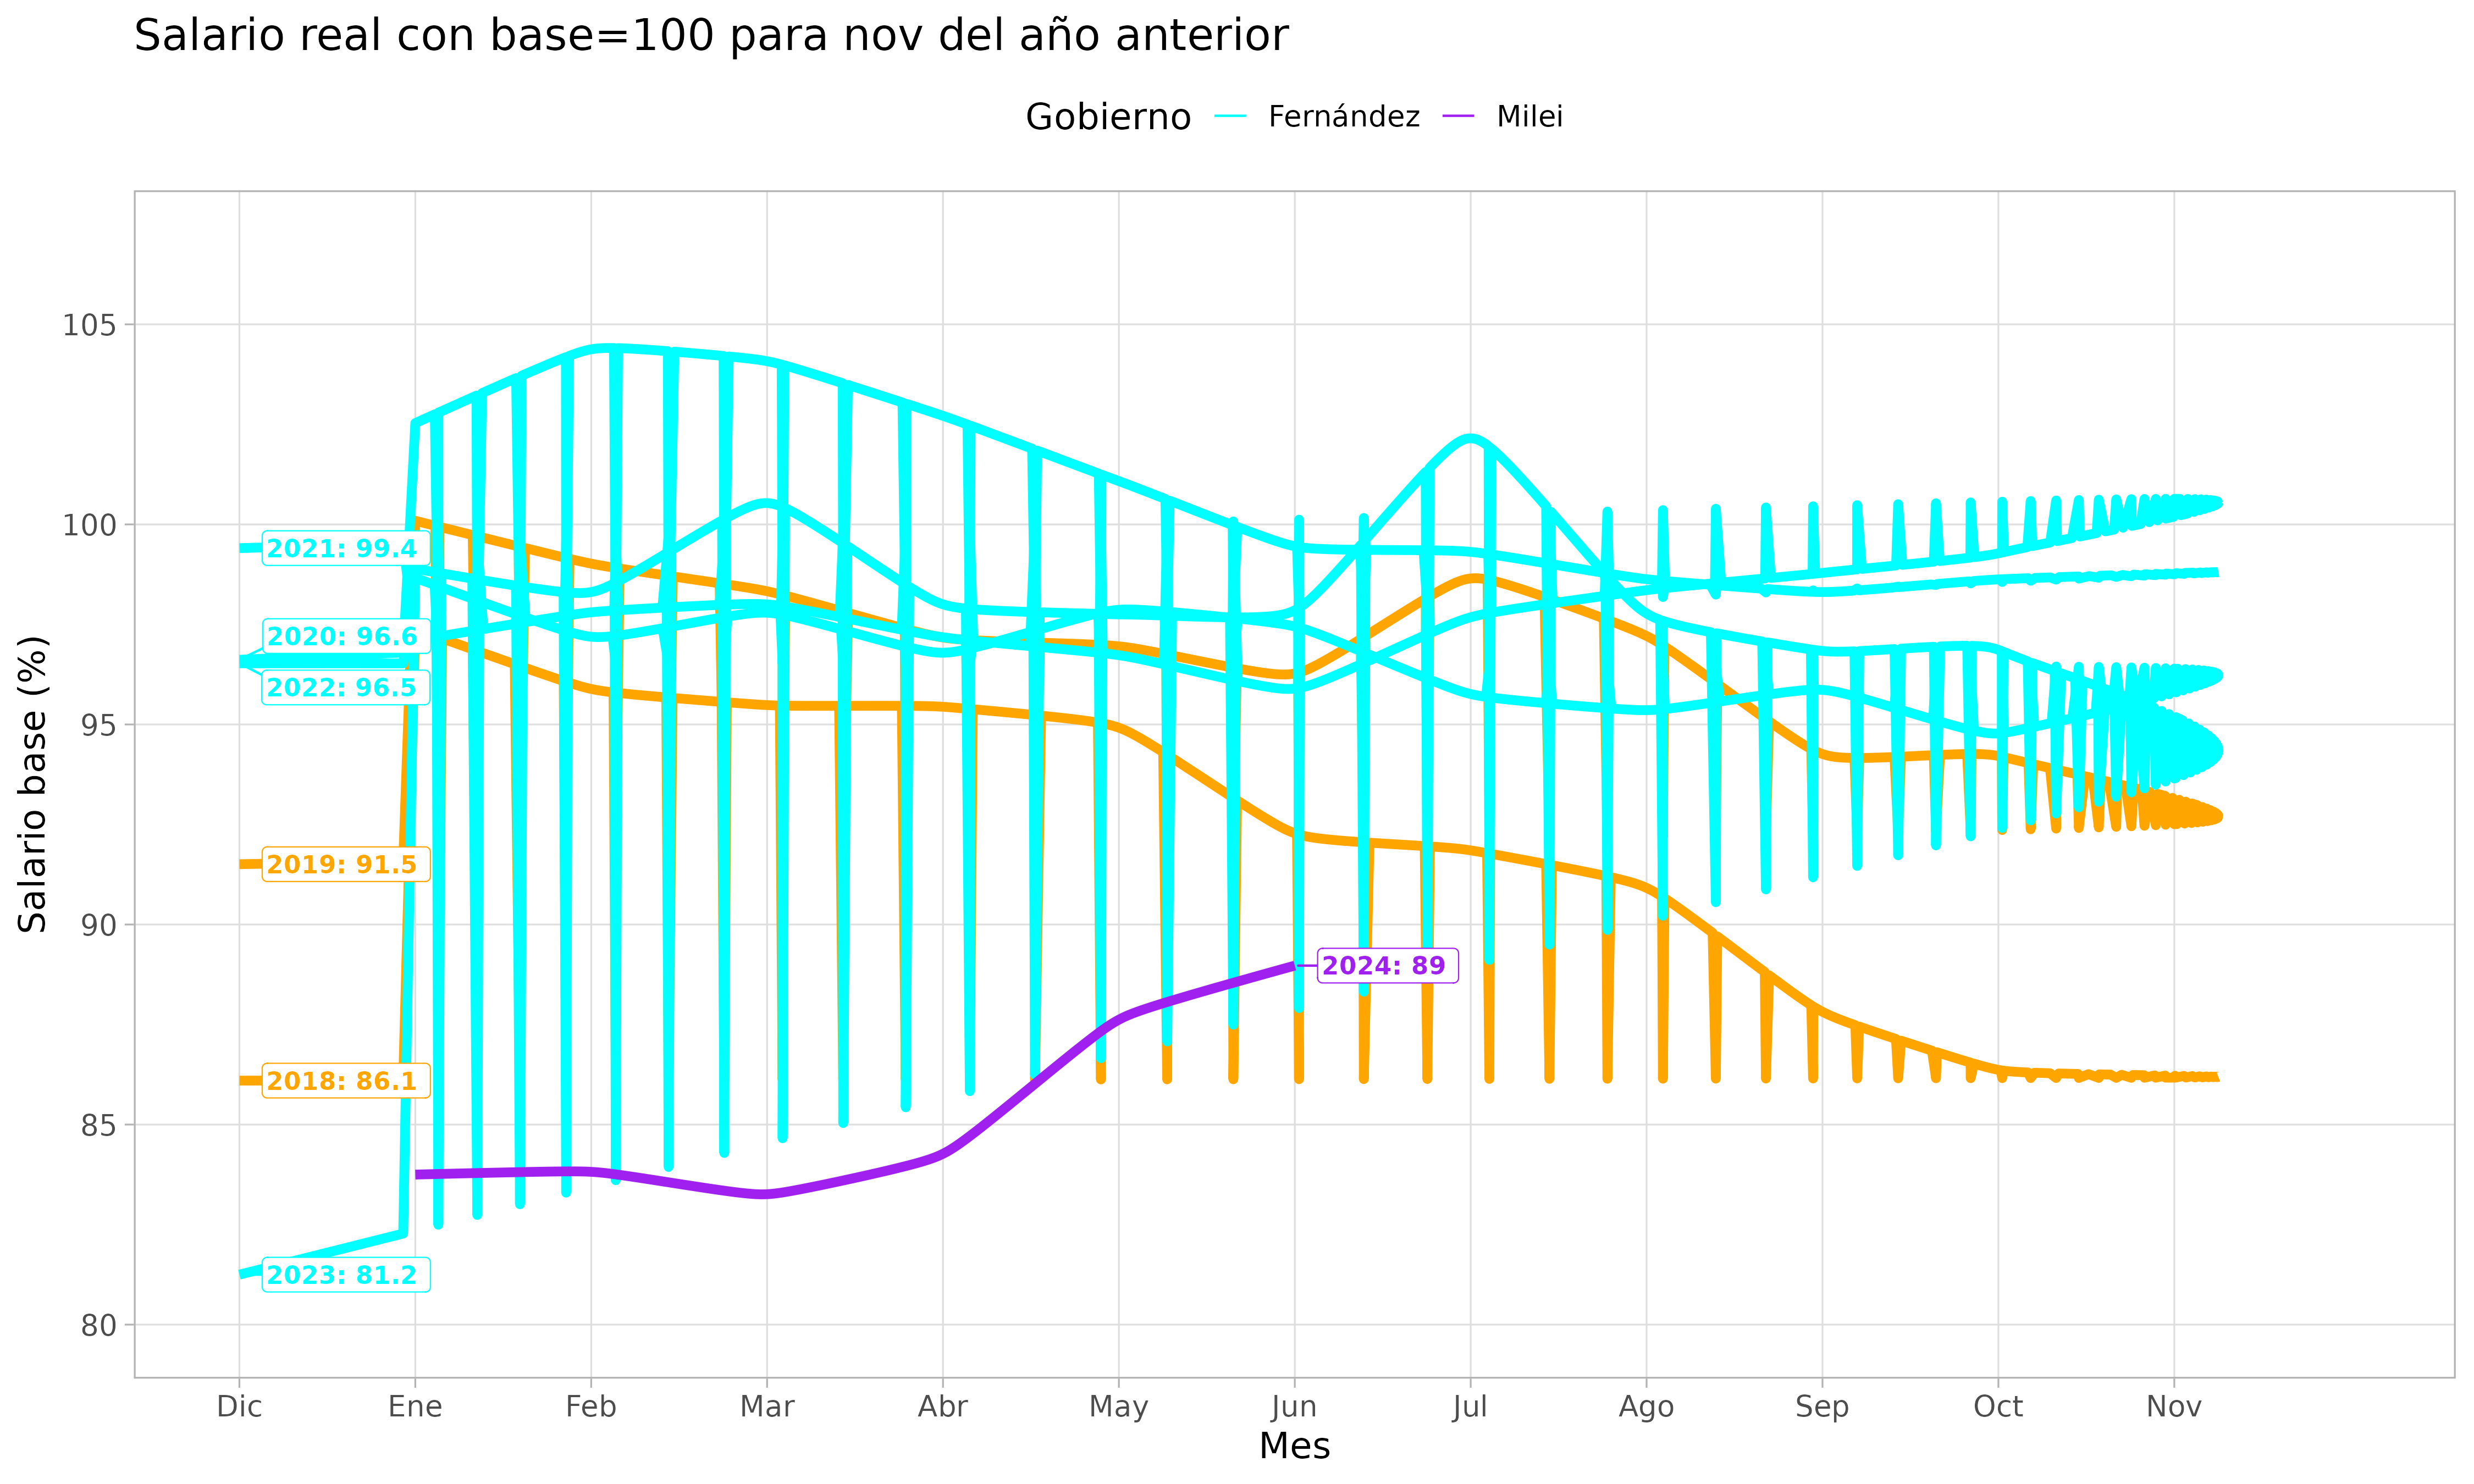 Salario real con base=100 para nov del año anterior
Gobierno Fernández Milei
Salario base (%)
105
100
95
90
85
80
2021: 99.4
2020: 96.6
2022: 96.5
2019: 91.5
2024: 89
2018: 86.1
2023: 81.2
Dic Ene Feb Mar Abr May Jun Jul Ago Sep Oct Nov
Mes